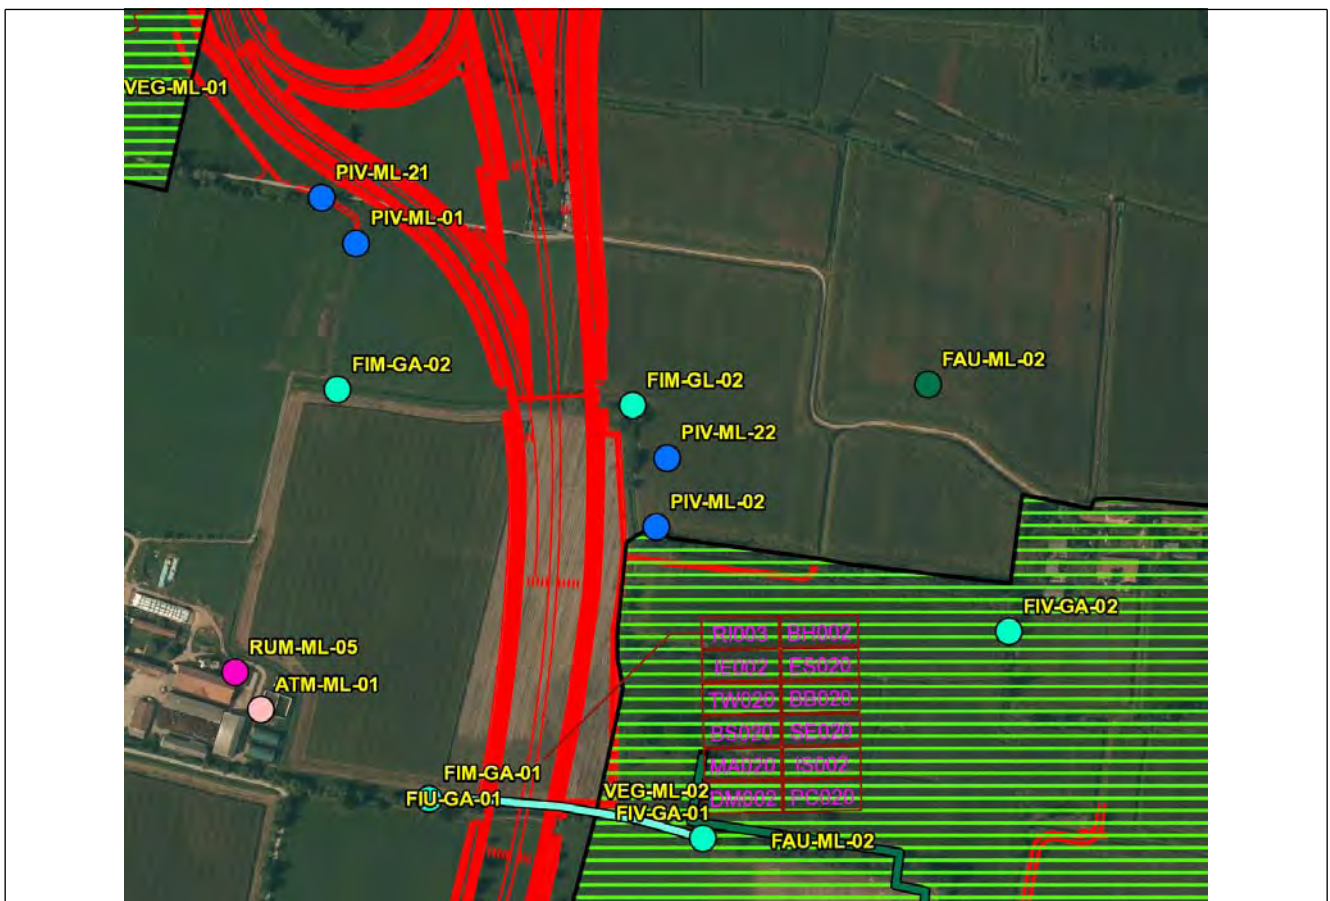 VEG-ML-01
PIV-ML-21
PIV-ML-01
FIM-GA-02
FAU-ML-02
FIM-GL-02
PIV-ML-22
PIV-ML-02
FIV-GA-02
RI003 BH002
IE002 ES020
TW020 BB020
BS020 SE020
MA020 IS002
DM002 PC020
RUM-ML-05
ATM-ML-01
FIM-GA-01
FIU-GA-01
VEG-ML-02
FIV-GA-01
FAU-ML-02